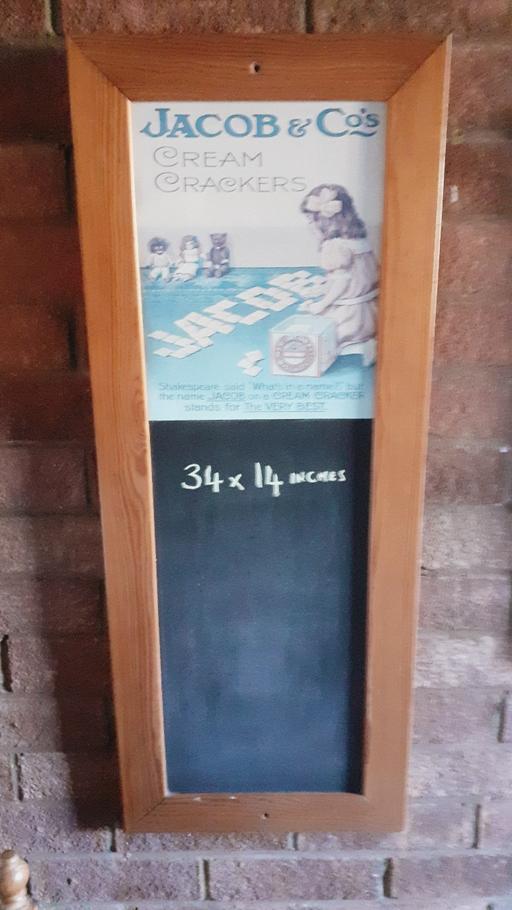 JACOB & Co's
CREAM
CRACKERS
JACOBS
Shakespeare said "What's in a name?" but
the name JACOB on a CREAM CRACKER
stands for The VERY BEST.
34 x 14 INCHES